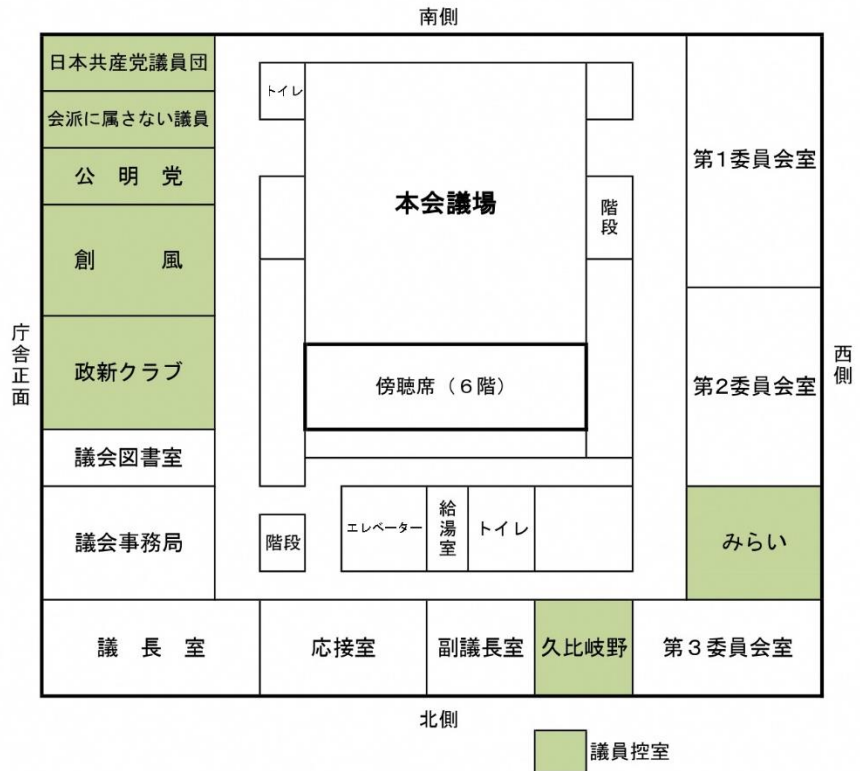 南側
日本共産党議員団
会派に属さない議員
公明党
創風
政新クラブ
議会図書室
議会事務局
庁舎正面
トイレ
本会議場
階段
傍聴席（６階）
階段
エレベーター
給湯室
トイレ
第1委員会室
第2委員会室
みらい
西側
議長室
応接室
副議長室
久比岐野
第３委員会室
北側
議員控室